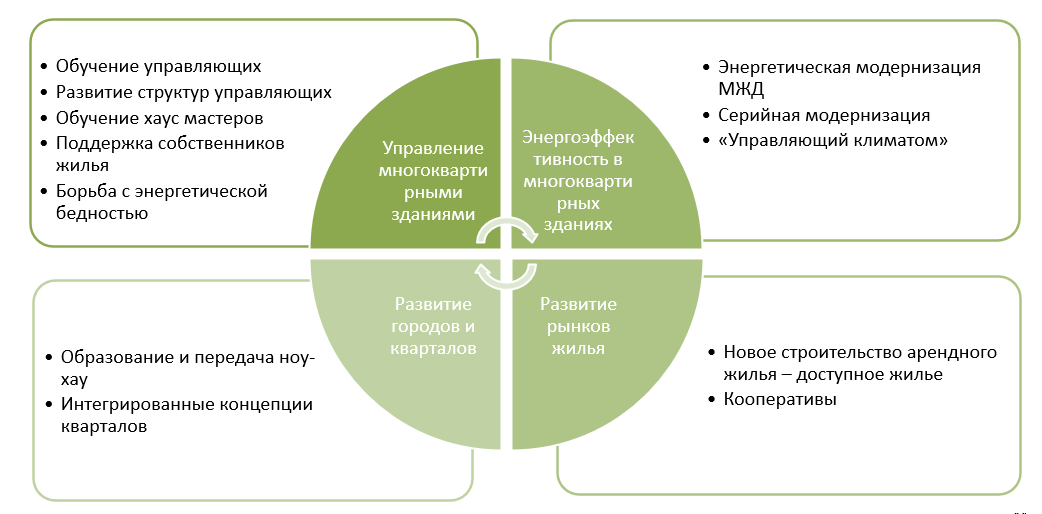 • Обучение управляющих
• Развитие структур управляющих
• Обучение хаус мастеров
• Поддержка собственников
жилья
• Борьба с энергетической
бедностью
Управление
многокварти
рными
зданиями
Энергоэффек
тивность в
многокварти
рных
зданиях
• Энергетическая модернизация
МЖД
• Серийная модернизация
• «Управляющий климатом»
• Образование и передача ноу-
хау
• Интегрированные концепции
кварталов
Развитие
городов и
кварталов
Развитие
рынков
жилья
• Новое строительство арендного
жилья – доступное жилье
• Кооперативы